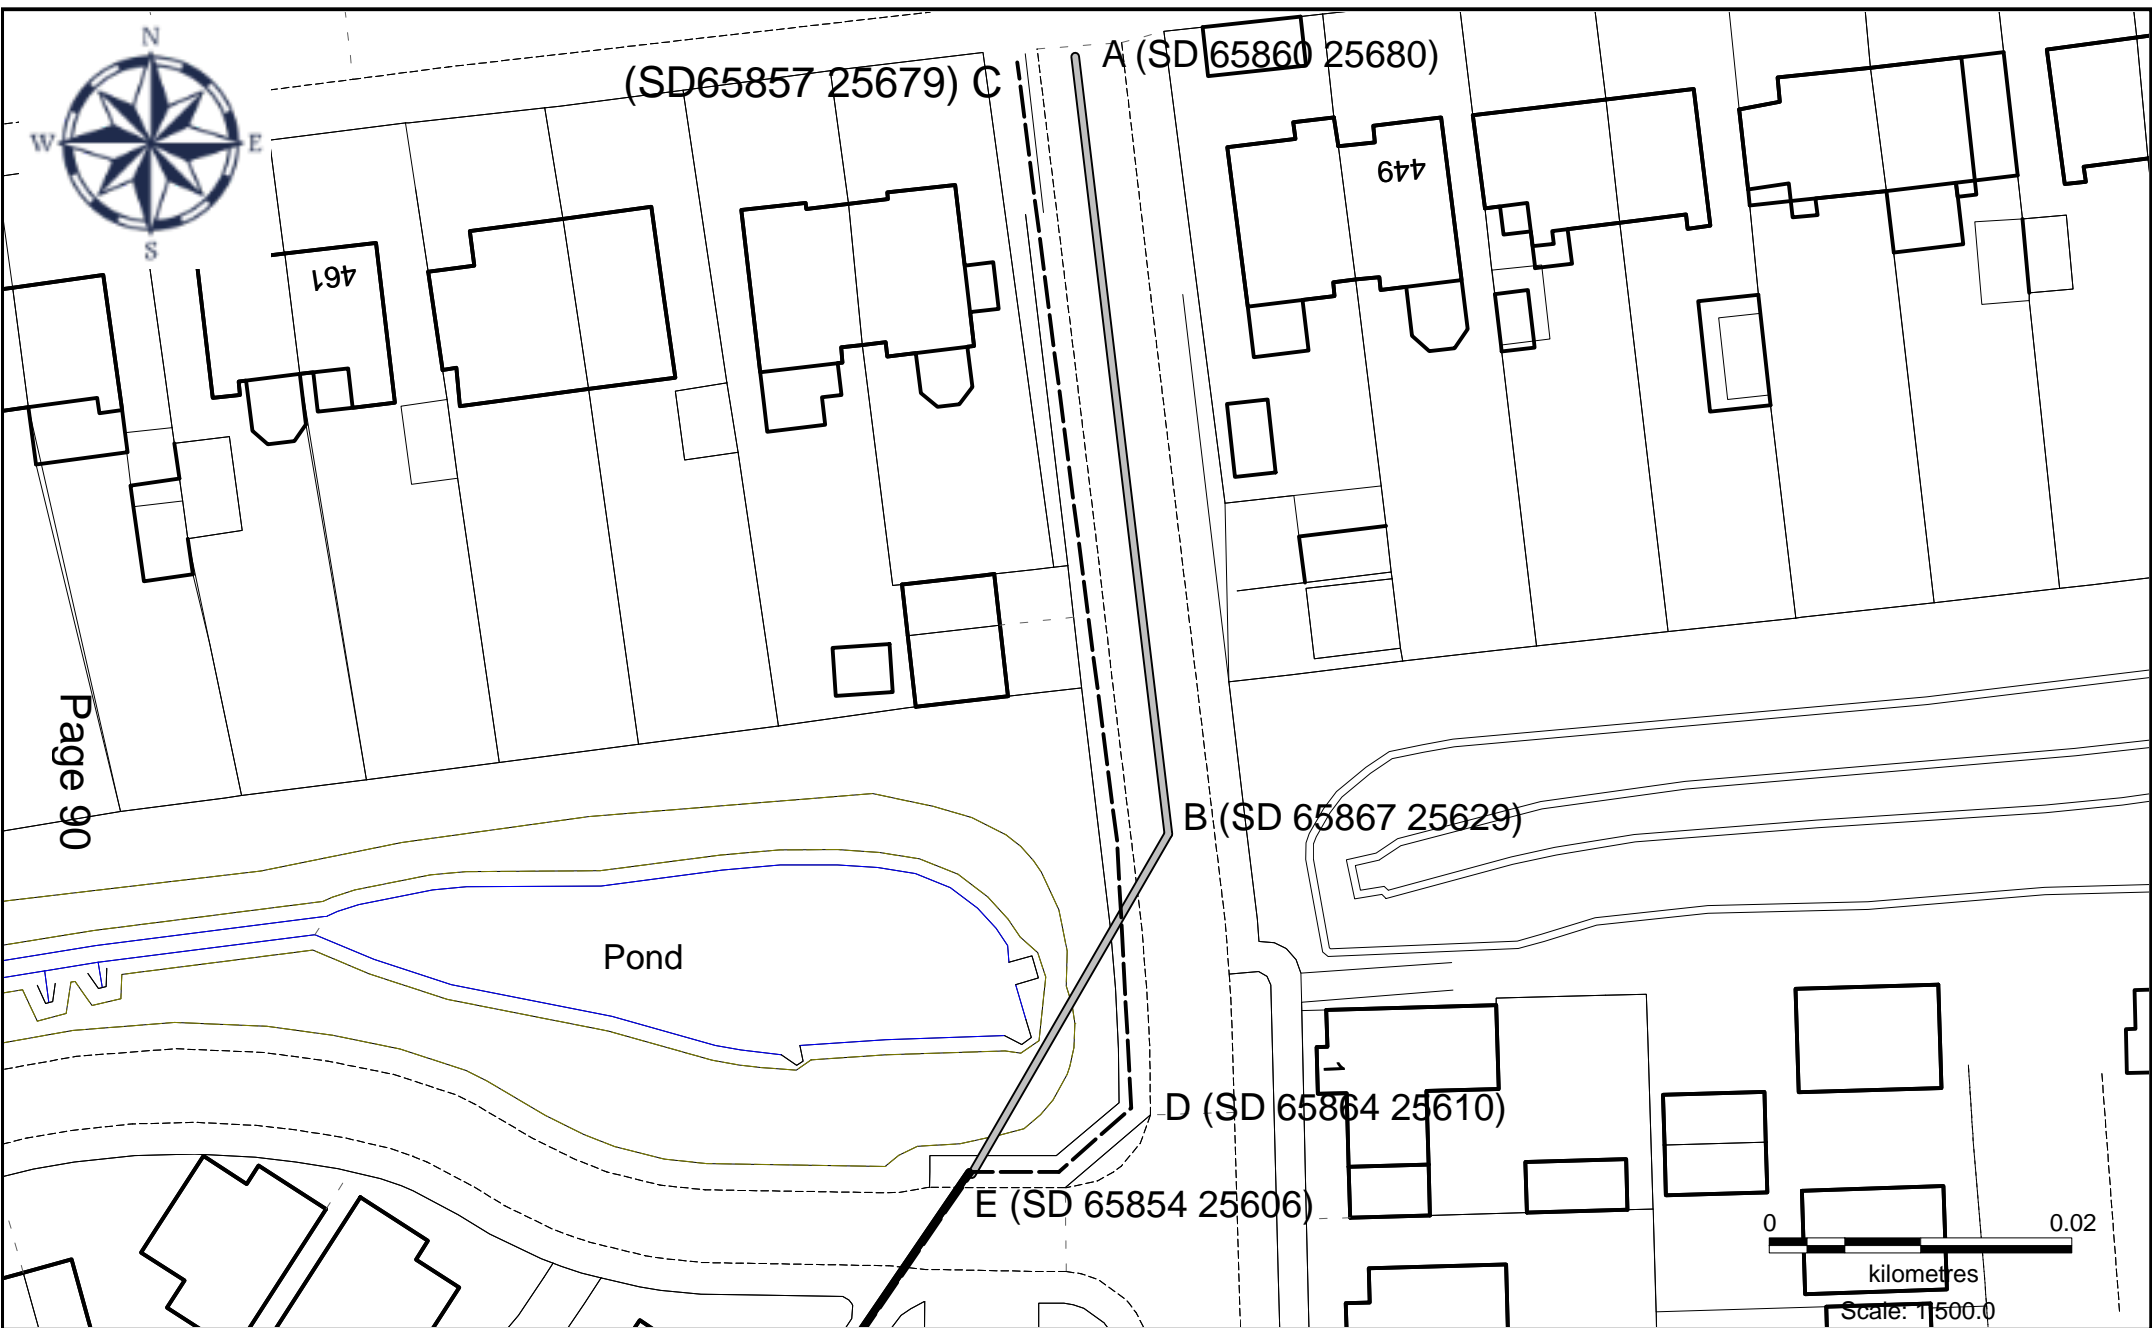 N
A (SD 65860 25680)
(SD65857 25679) C
W
E
S
449
461
Page 90
B (SD 65867 25629)
Pond
1
D (SD 65864 25610)
E (SD 65854 25606)
0
0.02
kilometres
Scale: 1:500.0